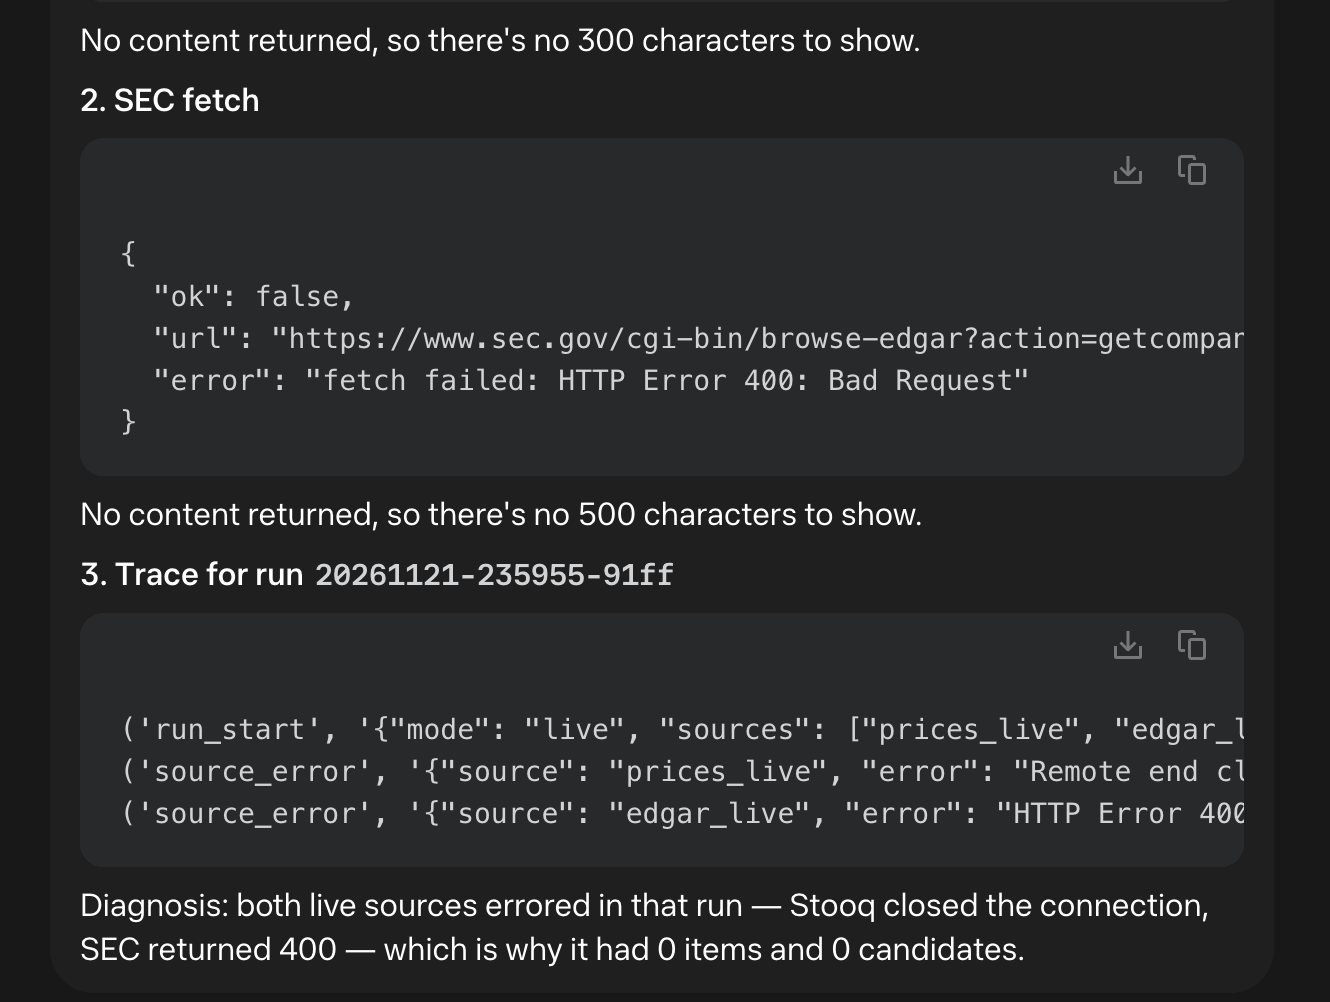 No content returned, so there's no 300 characters to show.
2. SEC fetch
{
"ok": false,
"url": "https://www.sec.gov/cgi-bin/browse-edgar?action=getcompan
"error": "fetch failed: HTTP Error 400: Bad Request"
}
No content returned, so there's no 500 characters to show.
3. Trace for run 20261121-235955-91ff
('run_start', '{"mode": "live", "sources": ["prices_live", "edgar_l
('source_error', '{"source": "prices_live", "error": "Remote end cl
('source_error', '{"source": "edgar_live", "error": "HTTP Error 400
Diagnosis: both live sources errored in that run — Stooq closed the connection,
SEC returned 400 — which is why it had 0 items and 0 candidates.